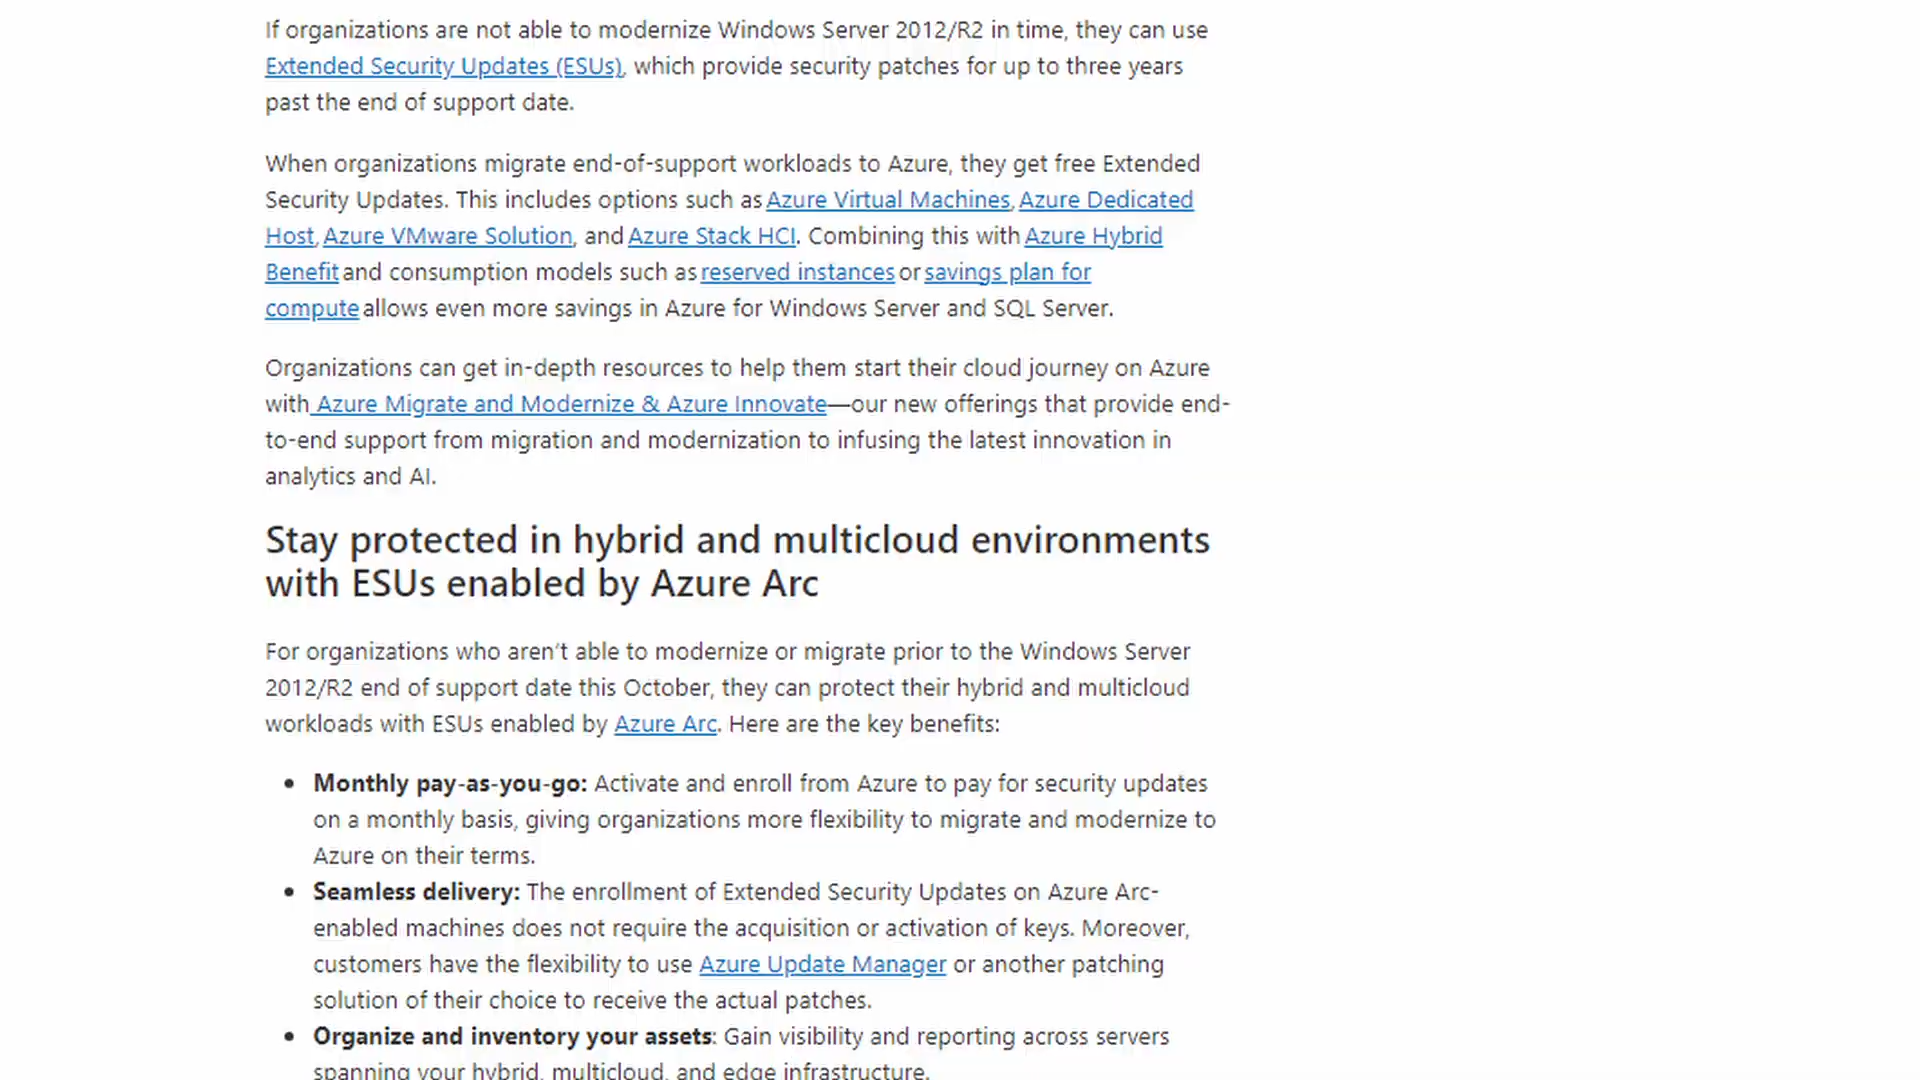 If organizations are not able to modernize Windows Server 2012/R2 in time, they can use
Extended Security Updates (ESUs), which provide security patches for up to three years
past the end of support date.
When organizations migrate end-of-support workloads to Azure, they get free Extended
Security Updates. This includes options such as Azure Virtual Machines, Azure Dedicated
Host, Azure VMware Solution, and Azure Stack HCI. Combining this with Azure Hybrid
Benefit and consumption models such as reserved instances or savings plan for
compute allows even more savings in Azure for Windows Server and SQL Server.
Organizations can get in-depth resources to help them start their cloud journey on Azure
with Azure Migrate and Modernize & Azure Innovate—our new offerings that provide end-
to-end support from migration and modernization to infusing the latest innovation in
analytics and AI.
Stay protected in hybrid and multicloud environments
with ESUs enabled by Azure Arc
For organizations who aren't able to modernize or migrate prior to the Windows Server
2012/R2 end of support date this October, they can protect their hybrid and multicloud
workloads with ESUs enabled by Azure Arc. Here are the key benefits:
• Monthly pay-as-you-go: Activate and enroll from Azure to pay for security updates
on a monthly basis, giving organizations more flexibility to migrate and modernize to
Azure on their terms.
• Seamless delivery: The enrollment of Extended Security Updates on Azure Arc-
enabled machines does not require the acquisition or activation of keys. Moreover,
customers have the flexibility to use Azure Update Manager or another patching
solution of their choice to receive the actual patches.
• Organize and inventory your assets: Gain visibility and reporting across servers
spanning your hybrid, multicloud, and edge infrastructure.